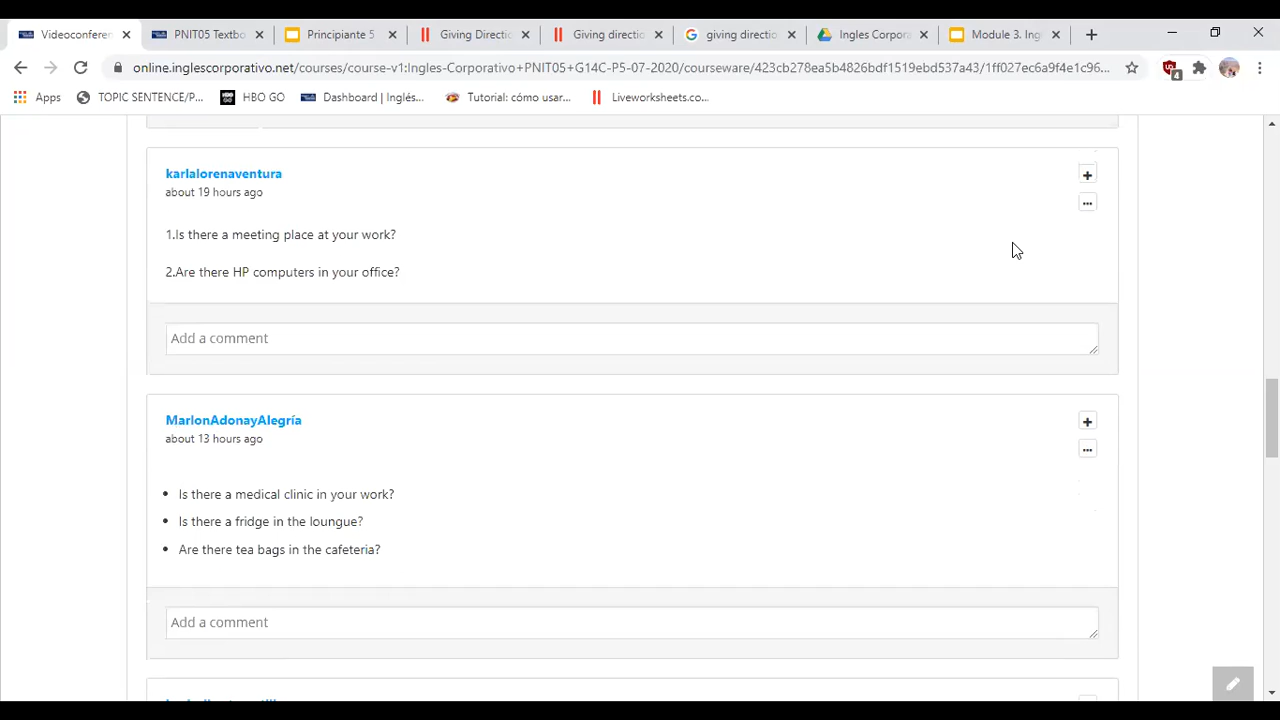 Videoconferen
PNIT05 Textbo
Principiante 5
Giving Directio
Giving directio
giving directio
Ingles Corpora
Module 3. Ing
online.inglescorporativo.net/courses/course-v1:Ingles-Corporativo+PNIT05+G14C-P5-07-2020/courseware/423cb278ea5b4826bdf1519ebd537a43/1ff027ec6a9f4e1c96...
4
Apps
TOPIC SENTENCE/P...
HBO GO
Dashboard | Inglés...
Tutorial: cómo usar...
Liveworksheets.co...
karlalorenaventura
about 19 hours ago
1.Is there a meeting place at your work?
2.Are there HP computers in your office?
Add a comment
MarlonAdonayAlegría
about 13 hours ago
• Is there a medical clinic in your work?
• Is there a fridge in the loungue?
• Are there tea bags in the cafeteria?
Add a comment